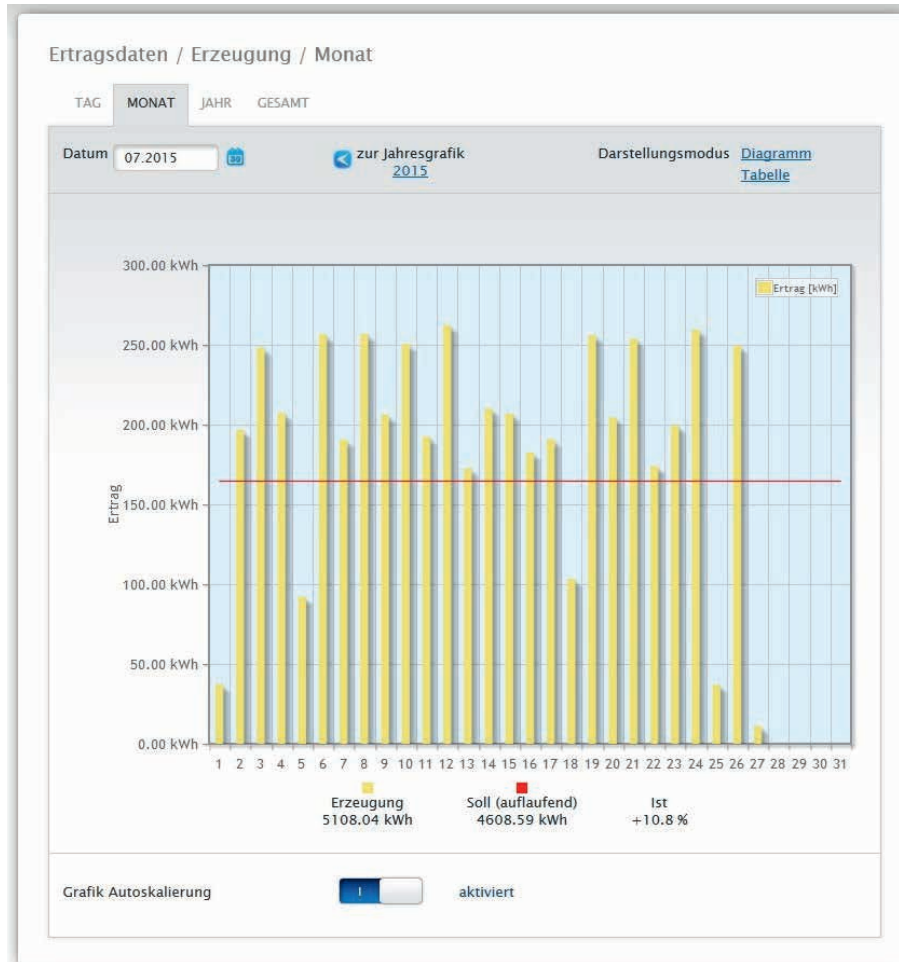 Ertragsdaten / Erzeugung / Monat
TAG MONAT JAHR GESAMT
Datum 07.2015 30 zur Jahresgrafik Darstellungsmodus Diagramm
2015 Tabelle
300.00 kWh
Ertrag [kWh]
250.00 kWh
200.00 kWh
Ertrag
150.00 kWh
100.00 kWh
50.00 kWh
0.00 kWh
1 2 3 4 5 6 7 8 9 10 11 12 13 14 15 16 17 18 19 20 21 22 23 24 25 26 27 28 29 30 31
Erzeugung Soll (auflaufend) Ist
5108.04 kWh 4608.59 kWh +10.8 %
Grafik Autoskalierung I aktiviert